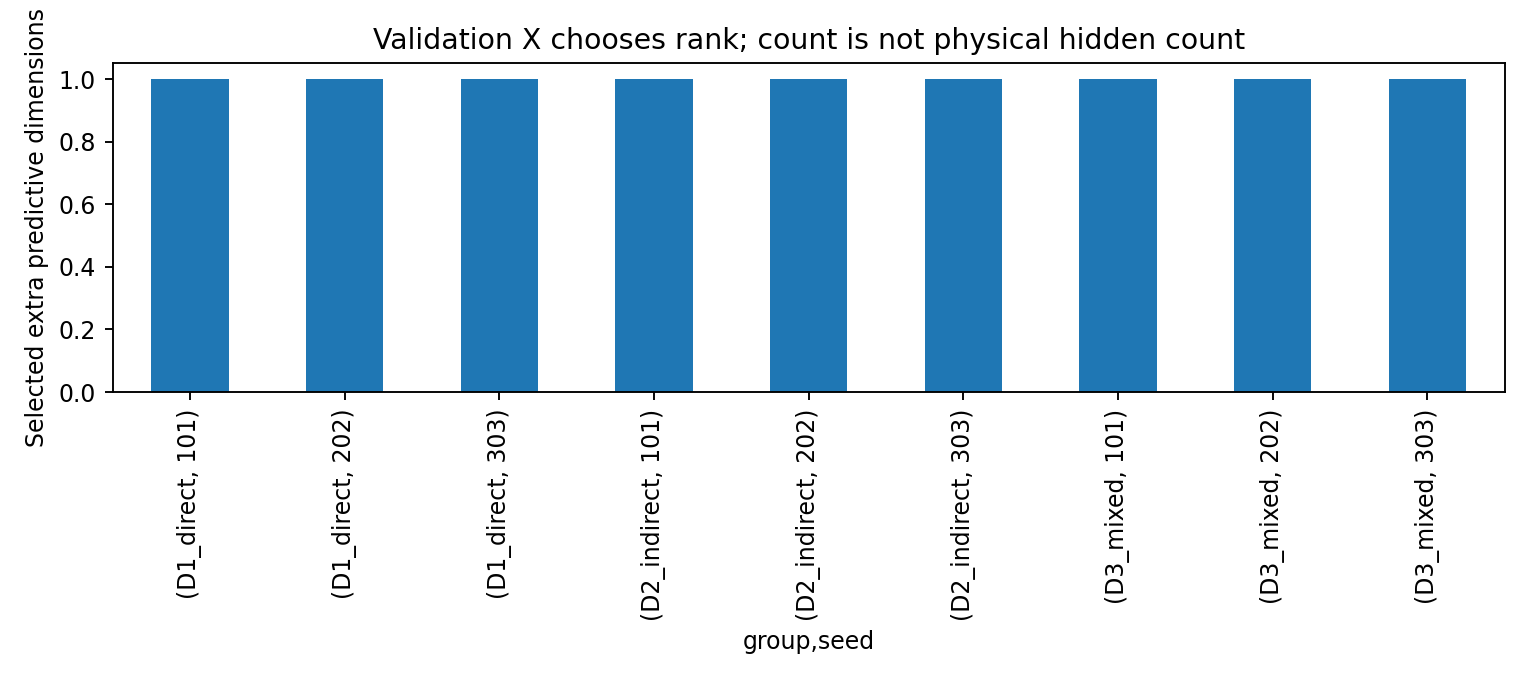 Validation X chooses rank; count is not physical hidden count
Selected extra predictive dimensions
1.0
0.8
0.6
0.4
0.2
0.0
(D1_direct, 101)
(D1_direct, 202)
(D1_direct, 303)
(D2_indirect, 101)
(D2_indirect, 202)
(D2_indirect, 303)
(D3_mixed, 101)
(D3_mixed, 202)
(D3_mixed, 303)
group,seed